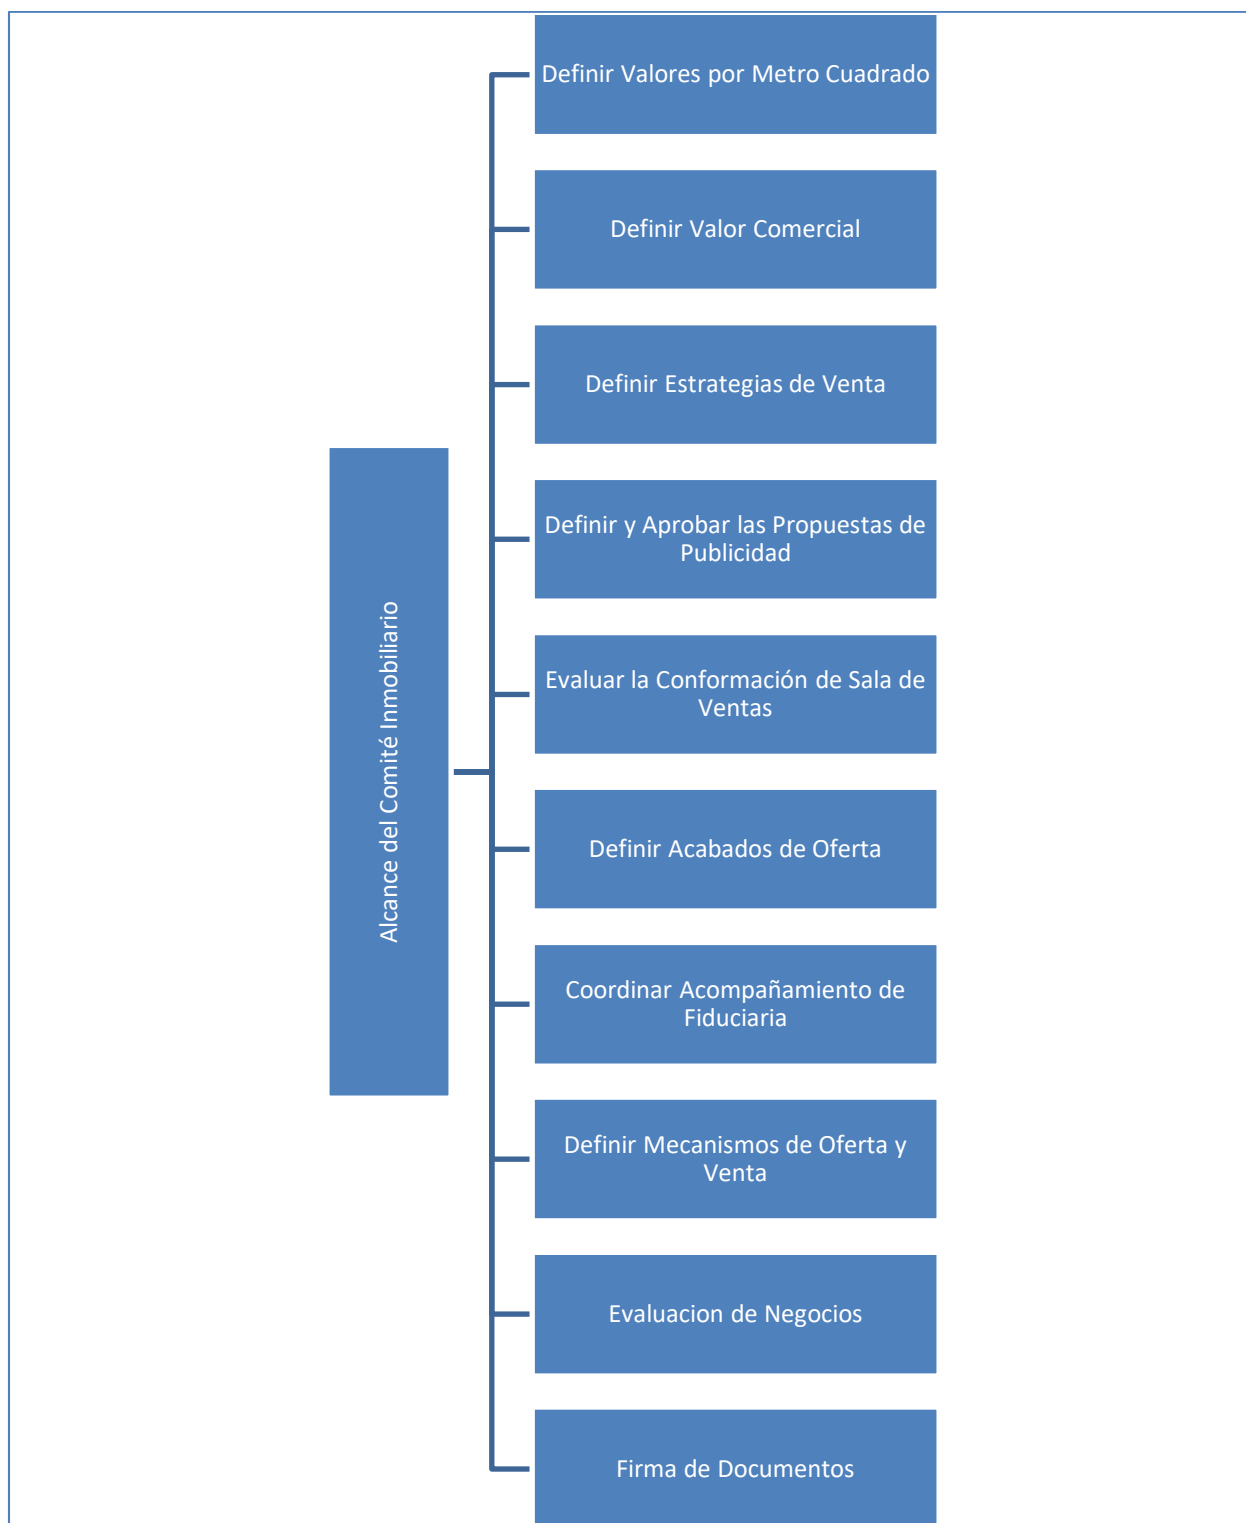 Definir Valores por Metro Cuadrado
Definir Valor Comercial
Definir Estrategias de Venta
Definir y Aprobar las Propuestas de
Publicidad
Evaluar la Conformación de Sala de
Ventas
Alcance del Comité Inmobiliario
Definir Acabados de Oferta
Coordinar Acompañamiento de
Fiduciaria
Definir Mecanismos de Oferta y
Venta
Evaluacion de Negocios
Firma de Documentos